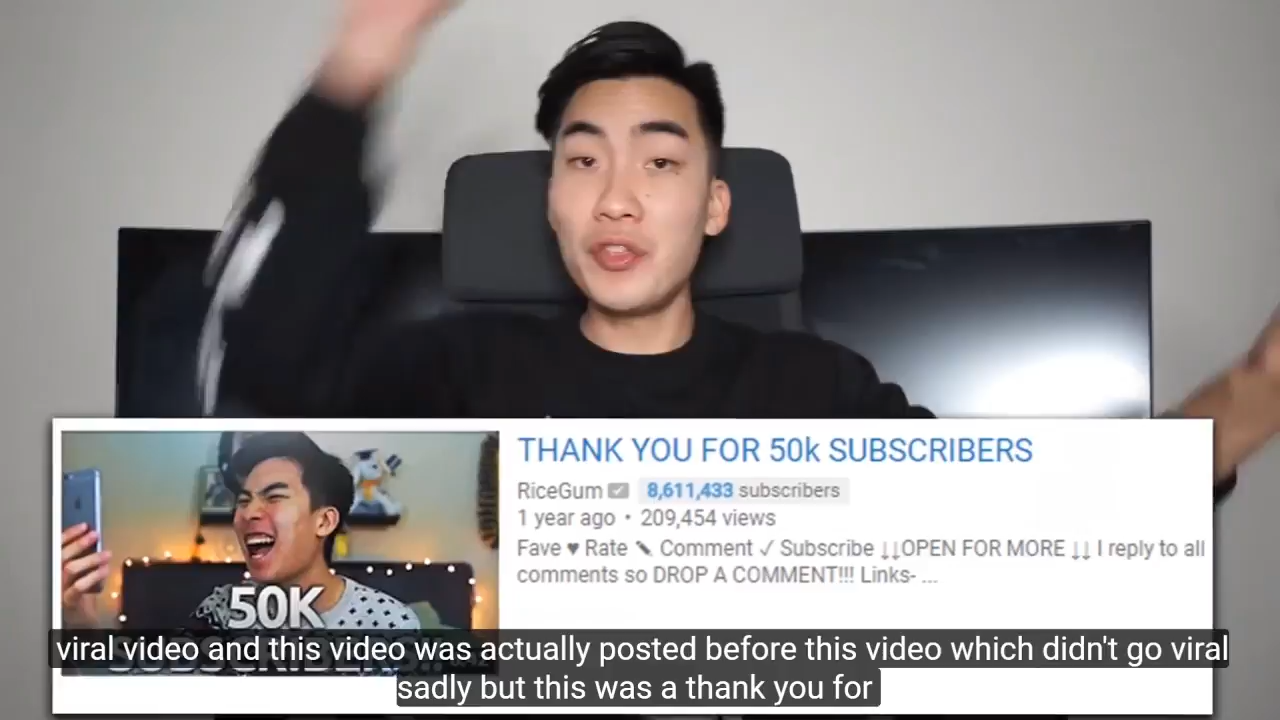 THANK YOU FOR 50k SUBSCRIBERS
RiceGum 8,611,433 subscribers
1 year ago • 209,454 views
Fave ♥ Rate ✎ Comment ✓ Subscribe ↓↓OPEN FOR MORE ↓↓ I reply to all
comments so DROP A COMMENT!!! Links- ...
50K
viral video and this video was actually posted before this video which didn't go viral
sadly but this was a thank you for